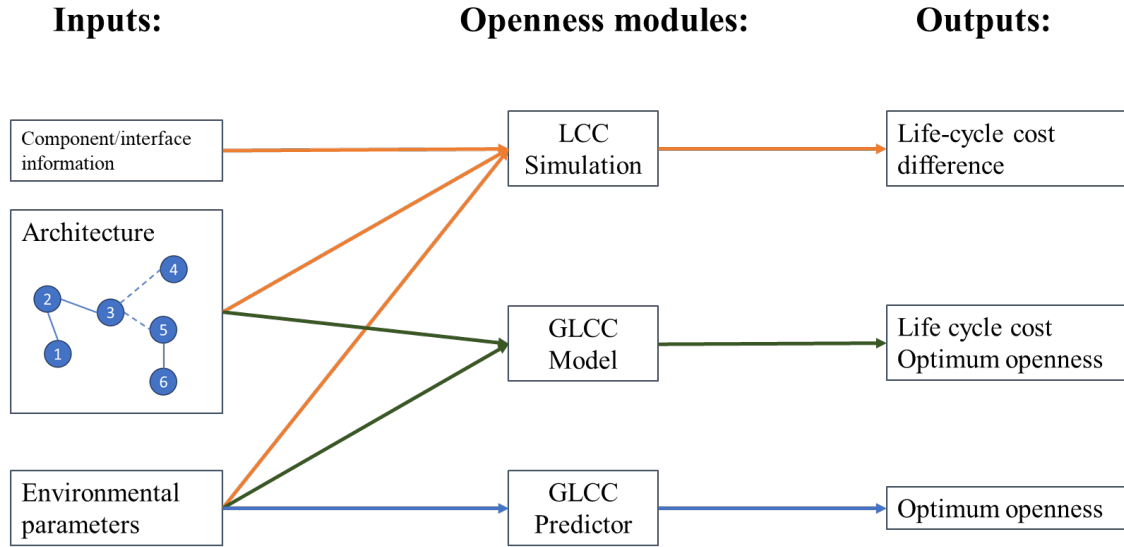 Inputs:
Openness modules:
Outputs:
Component/interface
information
LCC
Simulation
Life-cycle cost
difference
Architecture
4
2
3
5
1
6
GLCC
Model
Life cycle cost
Optimum openness
Environmental
parameters
GLCC
Predictor
Optimum openness